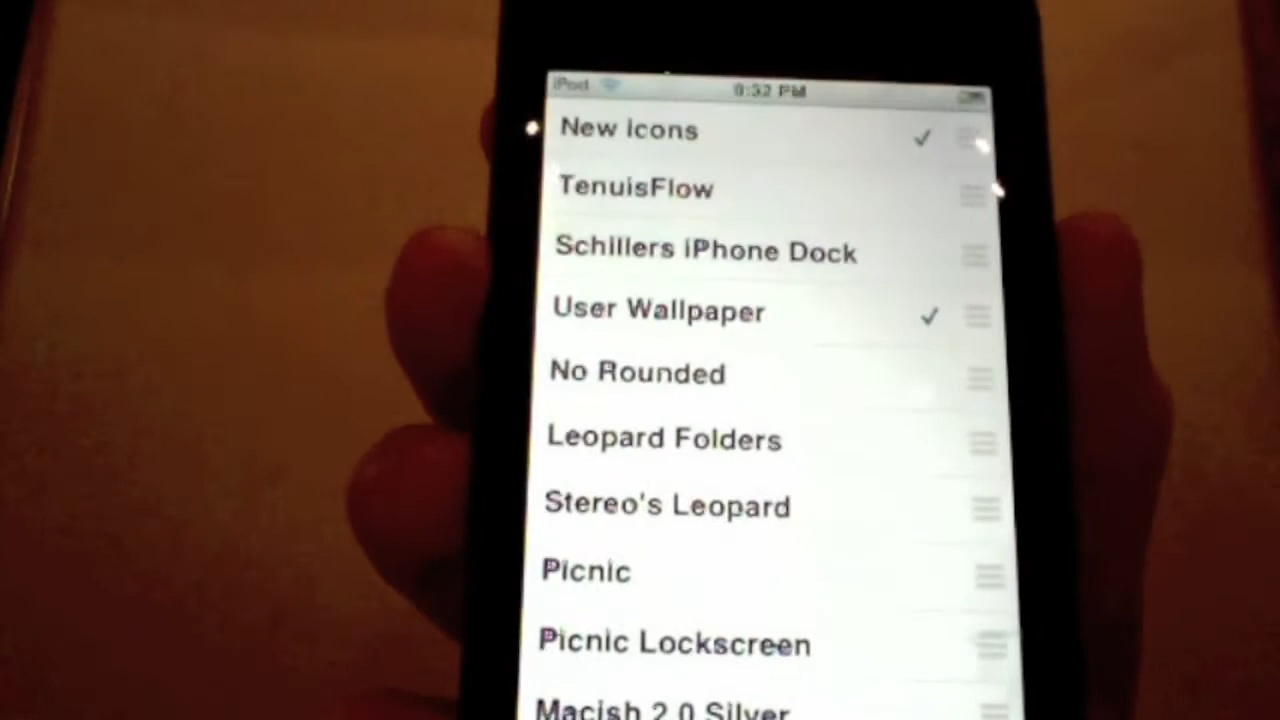 iPod 8:32 PM
New icons
TenuisFlow
Schillers iPhone Dock
User Wallpaper
No Rounded
Leopard Folders
Stereo's Leopard
Picnic
Picnic Lockscreen
Macish 2.0 Silver